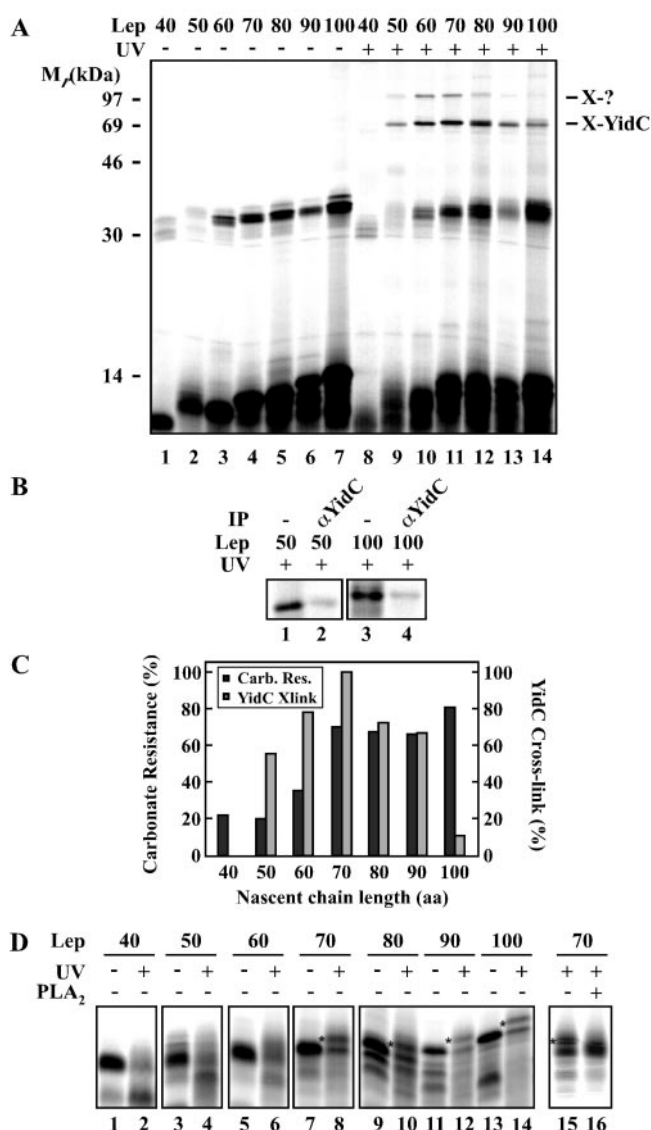 A
Lep 40 50 60 70 80 90 100 40 50 60 70 80 90 100
UV - - - - - - - + + + + + + +
Mr(kDa)
97 -
69 -
46 -
30 -
14 -
– X-?
– X-YidC
1 2 3 4 5 6 7 8 9 10 11 12 13 14
B
IP - αYidC - αYidC
Lep 50 50 100 100
UV + + + +
1 2 3 4
C
Carbonate Resistance (%)
100
80
60
40
20
0
Carb. Res.
YidC Xlink
100
80
60
40
20
0
YidC Cross-link (%)
40 50 60 70 80 90 100
Nascent chain length (aa)
D
Lep 40 50 60 70 80 90 100 70
UV - + - + - + - + - + - + - + + +
PLA2 - - - - - - - - - - - - - - - +
* * * * *
1 2 3 4 5 6 7 8 9 10 11 12 13 14 15 16